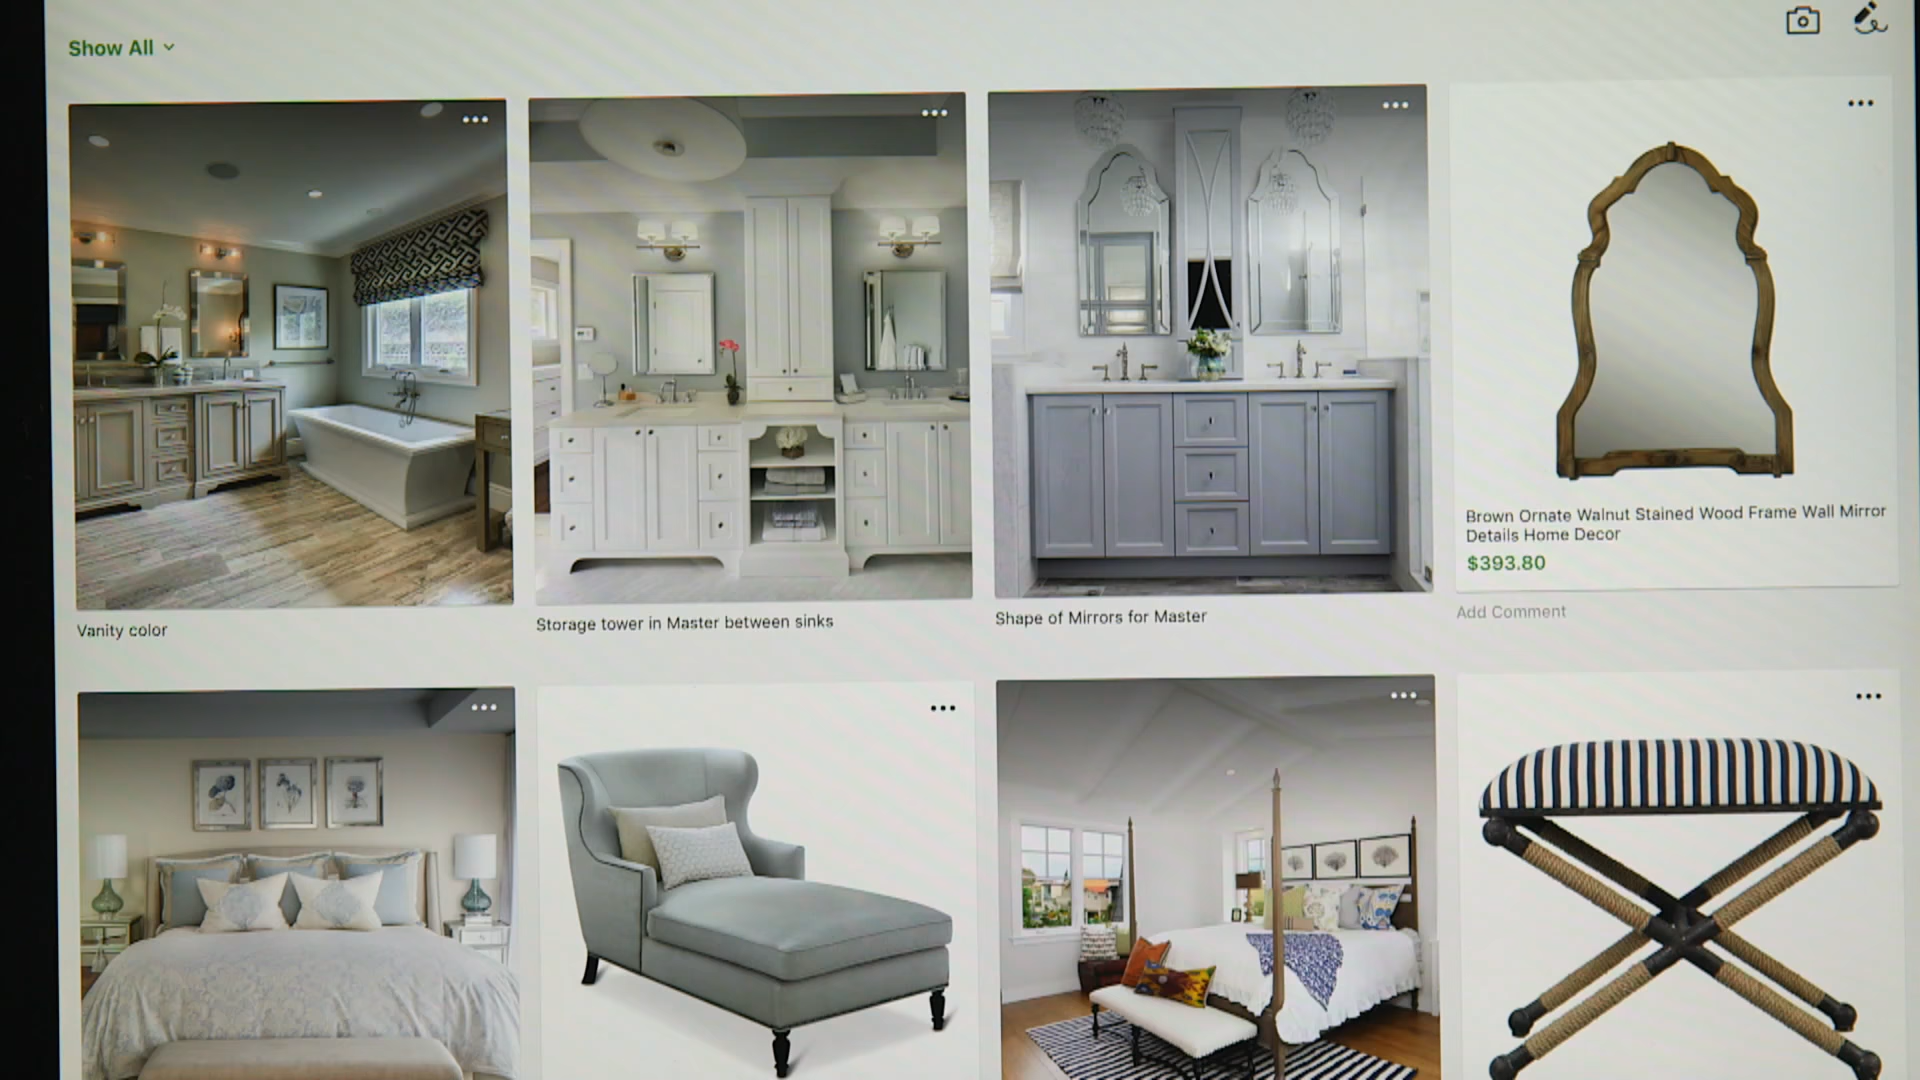 Show All
Vanity color
Storage tower in Master between sinks
Shape of Mirrors for Master
Brown Ornate Walnut Stained Wood Frame Wall Mirror
Details Home Decor
$393.80
Add Comment